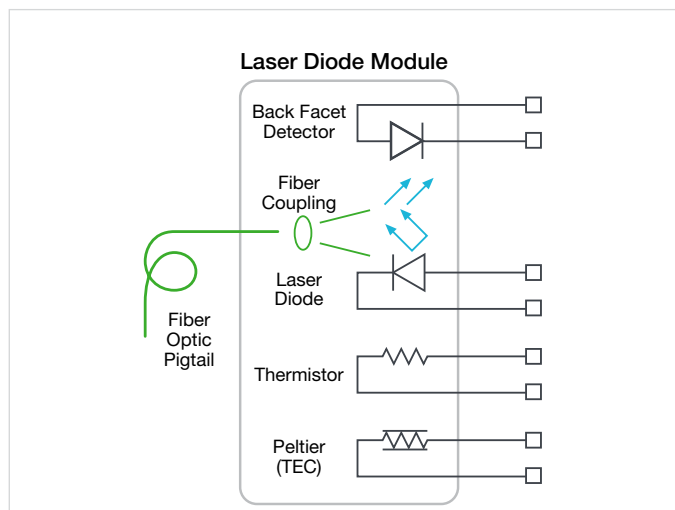 Laser Diode Module
Back Facet
Detector
Fiber
Coupling
Laser
Diode
Fiber
Optic
Pigtail
Thermistor
Peltier
(TEC)